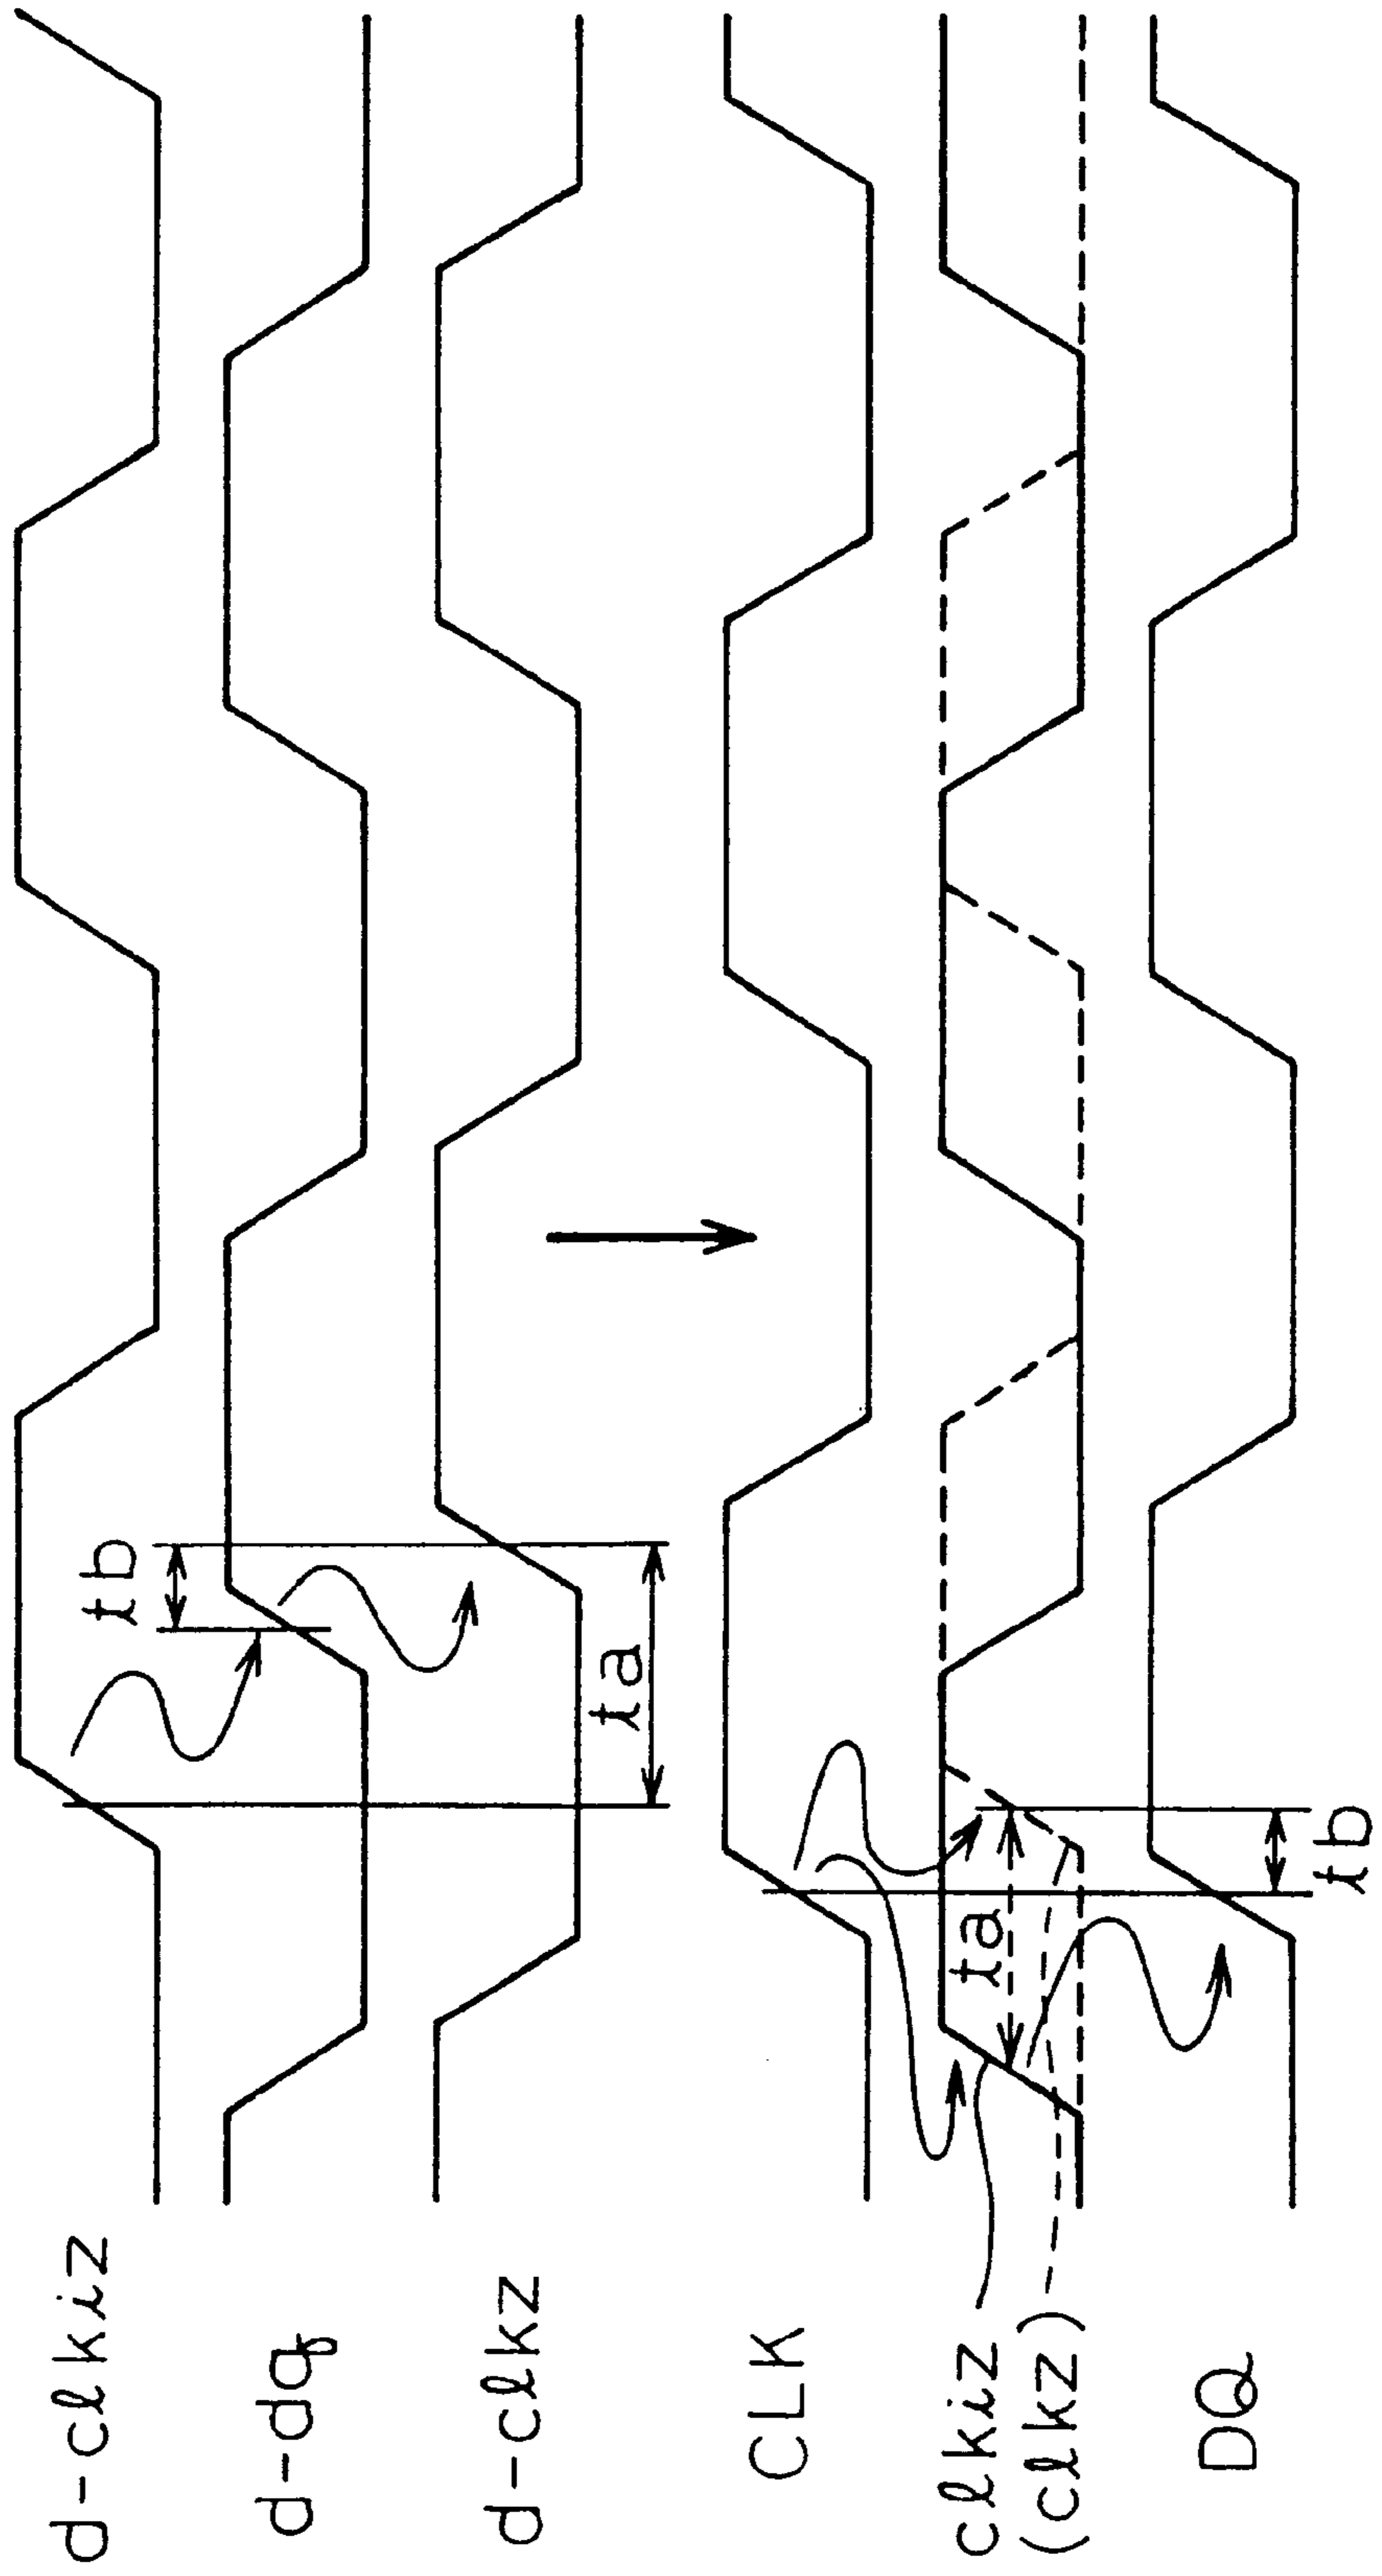 d-clkiz
tb
d-dq
d-clkz
ta
CLK
clkiz
(clkz)
ta
DQ
tb